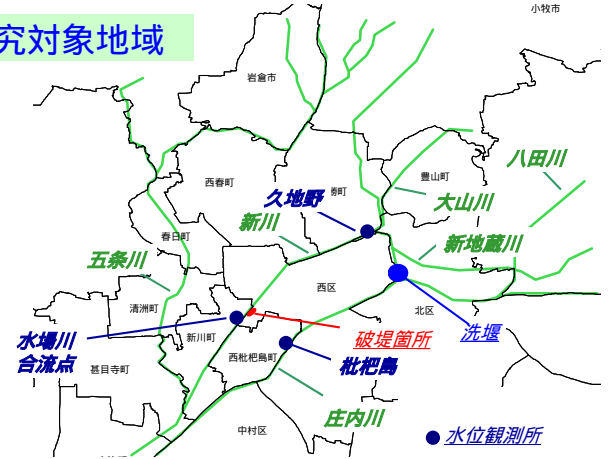 究対象地域
小牧市
岩倉市
八田川
豊山町
西春町
久地野
勝町
大山川
新川
新地蔵川
春日町
五条川
西区
清洲町
北区
水場川
合流点
新川町
破堤箇所
洗堰
西枇杷島町
枇杷島
甚目寺町
庄内川
中村区
水位観測所